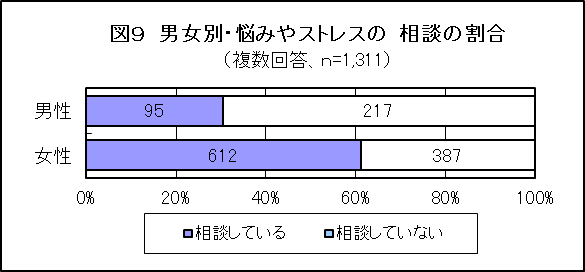 図9 男女別・悩みやストレスの 相談の割合
（複数回答、n=1,311）
男性 95 217
女性 612 387
0% 20% 40% 60% 80% 100%
相談している 相談していない